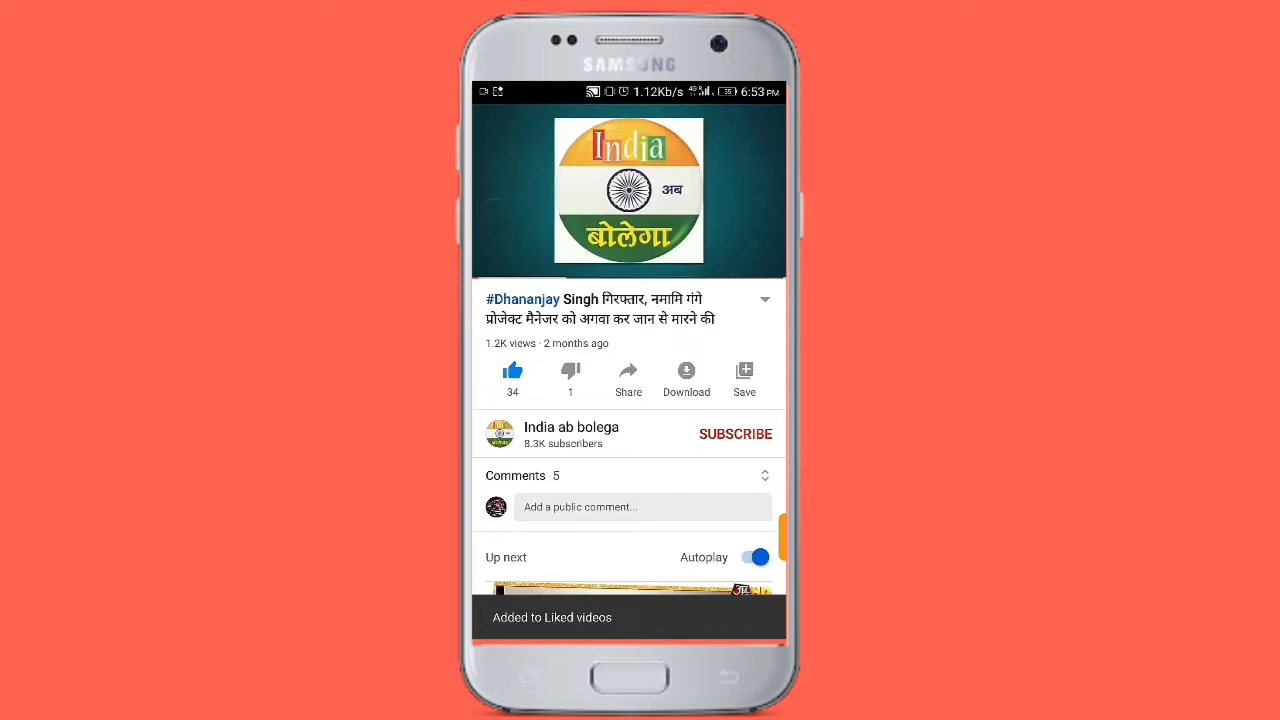 SAMSUNG
1.12Kb/s 6:53 PM
India
अब
बोलेगा
#Dhananjay Singh गिरफ्तार, नमामि गंगे
प्रोजेक्ट मैनेजर को अगवा कर जान से मारने की
1.2K views · 2 months ago
34 1 Share Download Save
India ab bolega SUBSCRIBE
8.3K subscribers
Comments 5
Add a public comment...
Up next Autoplay
Added to Liked videos